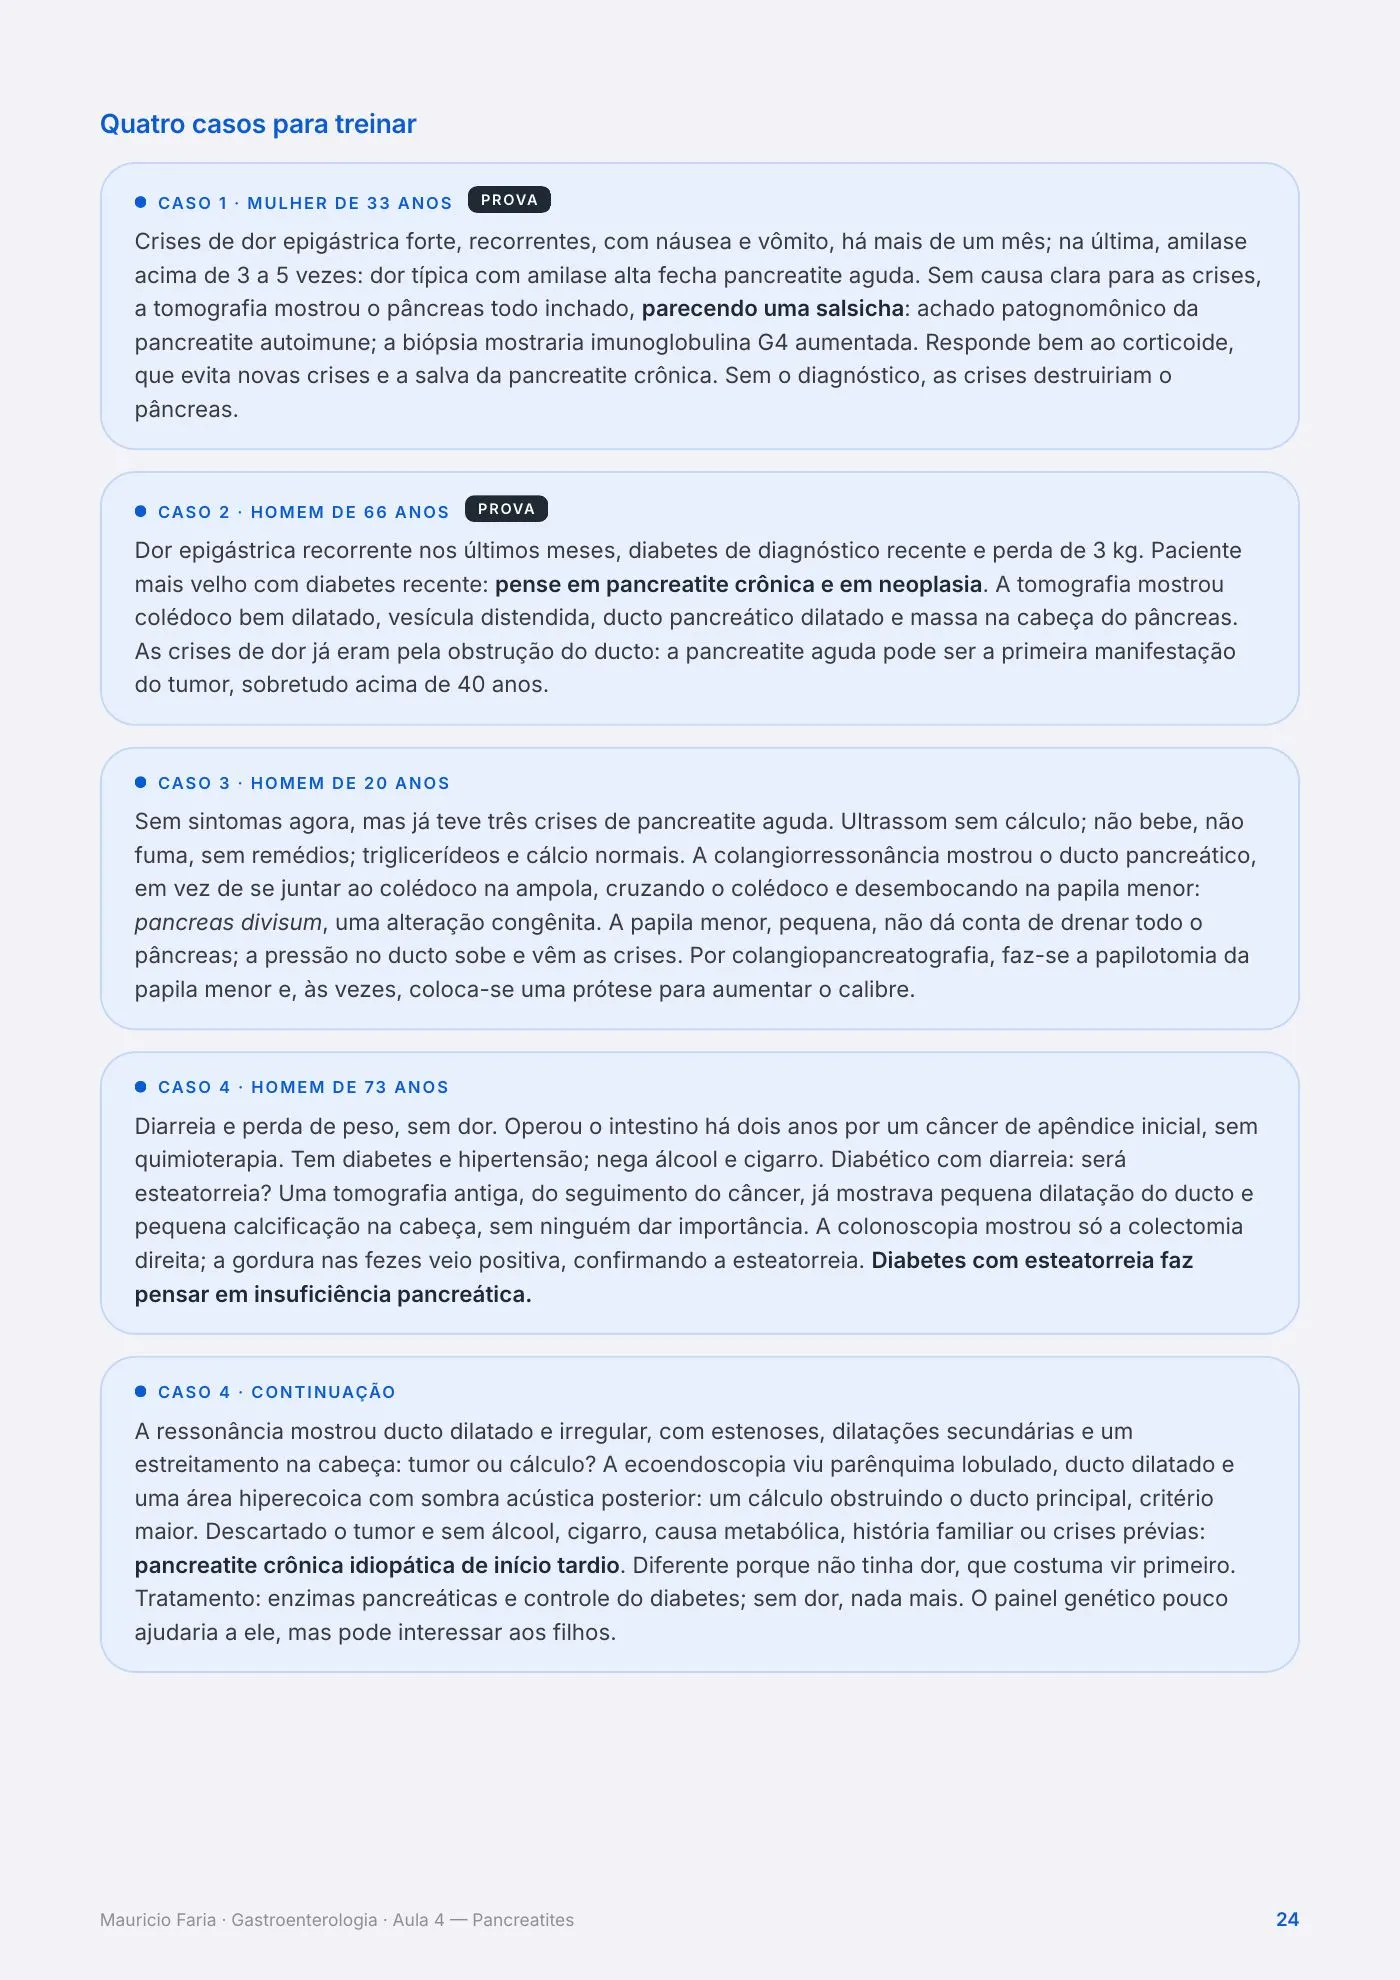 Quatro casos para treinar
CASO 1 · MULHER DE 33 ANOS PROVA
Crises de dor epigástrica forte, recorrentes, com náusea e vômito, há mais de um mês; na última, amilase
acima de 3 a 5 vezes: dor típica com amilase alta fecha pancreatite aguda. Sem causa clara para as crises,
a tomografia mostrou o pâncreas todo inchado, parecendo uma salsicha: achado patognomônico da
pancreatite autoimune; a biópsia mostraria imunoglobulina G4 aumentada. Responde bem ao corticoide,
que evita novas crises e a salva da pancreatite crônica. Sem o diagnóstico, as crises destruiriam o
pâncreas.
CASO 2 · HOMEM DE 66 ANOS PROVA
Dor epigástrica recorrente nos últimos meses, diabetes de diagnóstico recente e perda de 3 kg. Paciente
mais velho com diabetes recente: pense em pancreatite crônica e em neoplasia. A tomografia mostrou
colédoco bem dilatado, vesícula distendida, ducto pancreático dilatado e massa na cabeça do pâncreas.
As crises de dor já eram pela obstrução do ducto: a pancreatite aguda pode ser a primeira manifestação
do tumor, sobretudo acima de 40 anos.
CASO 3 · HOMEM DE 20 ANOS
Sem sintomas agora, mas já teve três crises de pancreatite aguda. Ultrassom sem cálculo; não bebe, não
fuma, sem remédios; triglicerídeos e cálcio normais. A colangiorressonância mostrou o ducto pancreático,
em vez de se juntar ao colédoco na ampola, cruzando o colédoco e desembocando na papila menor:
pancreas divisum, uma alteração congênita. A papila menor, pequena, não dá conta de drenar todo o
pâncreas; a pressão no ducto sobe e vêm as crises. Por colangiopancreatografia, faz-se a papilotomia da
papila menor e, às vezes, coloca-se uma prótese para aumentar o calibre.
CASO 4 · HOMEM DE 73 ANOS
Diarreia e perda de peso, sem dor. Operou o intestino há dois anos por um câncer de apêndice inicial, sem
quimioterapia. Tem diabetes e hipertensão; nega álcool e cigarro. Diabético com diarreia: será
esteatorreia? Uma tomografia antiga, do seguimento do câncer, já mostrava pequena dilatação do ducto e
pequena calcificação na cabeça, sem ninguém dar importância. A colonoscopia mostrou só a colectomia
direita; a gordura nas fezes veio positiva, confirmando a esteatorreia. Diabetes com esteatorreia faz
pensar em insuficiência pancreática.
CASO 4 · CONTINUAÇÃO
A ressonância mostrou ducto dilatado e irregular, com estenoses, dilatações secundárias e um
estreitamento na cabeça: tumor ou cálculo? A ecoendoscopia viu parênquima lobulado, ducto dilatado e
uma área hiperecoica com sombra acústica posterior: um cálculo obstruindo o ducto principal, critério
maior. Descartado o tumor e sem álcool, cigarro, causa metabólica, história familiar ou crises prévias:
pancreatite crônica idiopática de início tardio. Diferente porque não tinha dor, que costuma vir primeiro.
Tratamento: enzimas pancreáticas e controle do diabetes; sem dor, nada mais. O painel genético pouco
ajudaria a ele, mas pode interessar aos filhos.
Mauricio Faria · Gastroenterologia · Aula 4 — Pancreatites 24